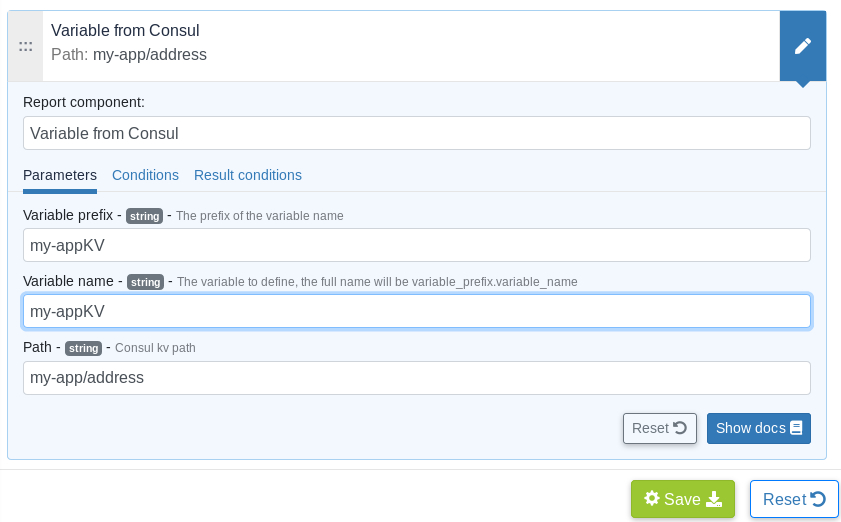 Variable from Consul
Path: my-app/address
Report component:
Variable from Consul
Parameters Conditions Result conditions
Variable prefix - string - The prefix of the variable name
my-appKV
Variable name - string - The variable to define, the full name will be variable_prefix.variable_name
my-appKV
Path - string - Consul kv path
my-app/address
Reset Show docs
Save Reset